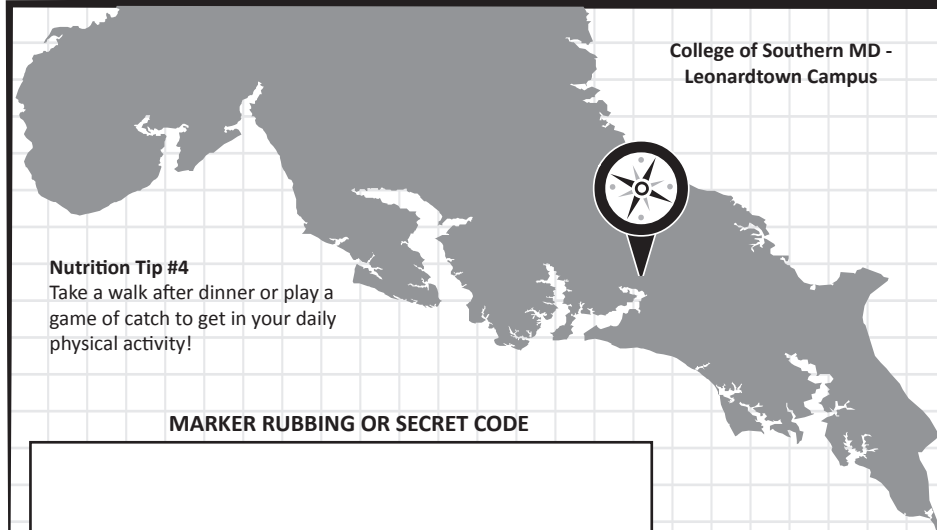 College of Southern MD -
Leonardtown Campus
Nutrition Tip #4
Take a walk after dinner or play a
game of catch to get in your daily
physical activity!
MARKER RUBBING OR SECRET CODE